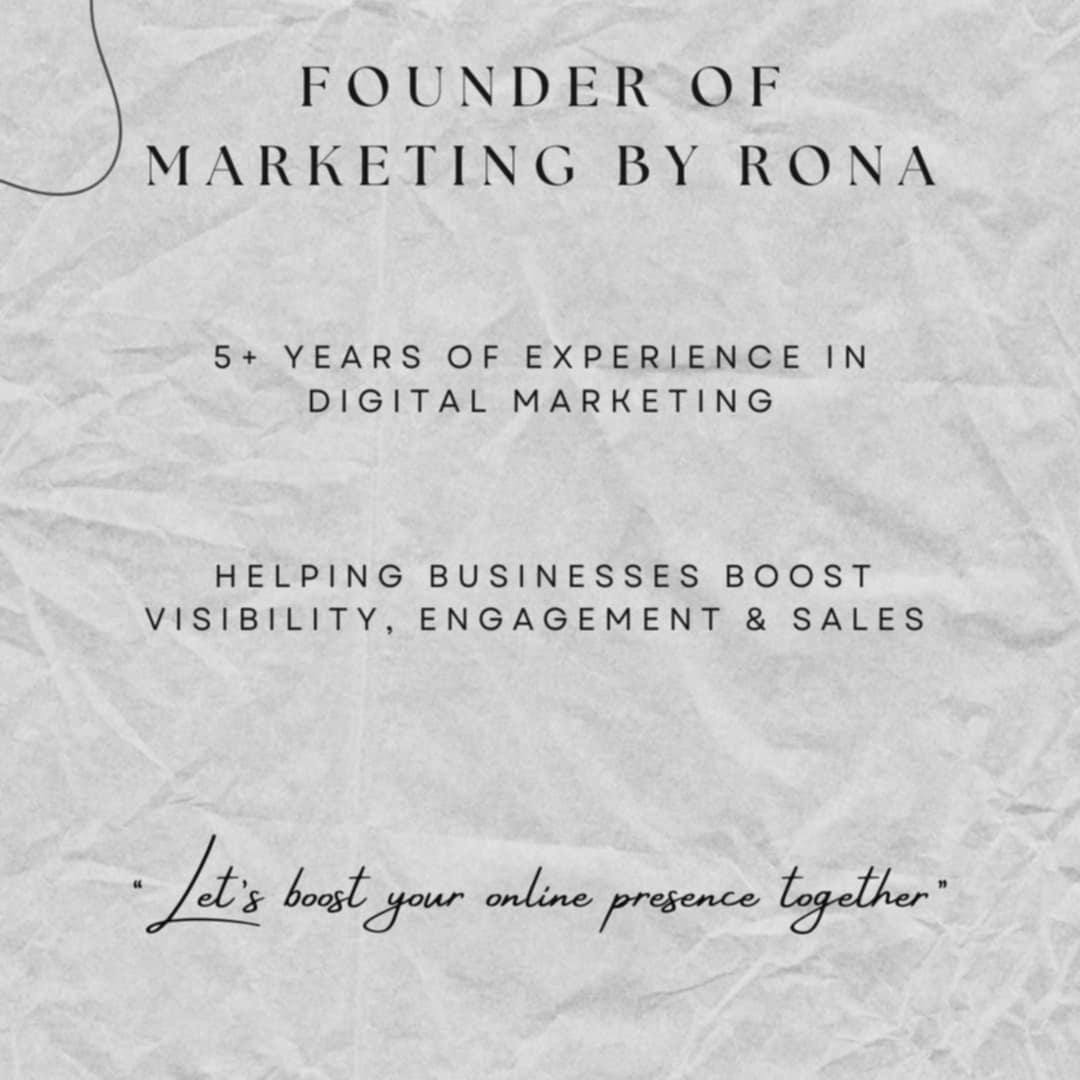 FOUNDER OF
MARKETING BY RONA
5+ YEARS OF EXPERIENCE IN
DIGITAL MARKETING
HELPING BUSINESSES BOOST
VISIBILITY, ENGAGEMENT & SALES
“Let's boost your online presence together”